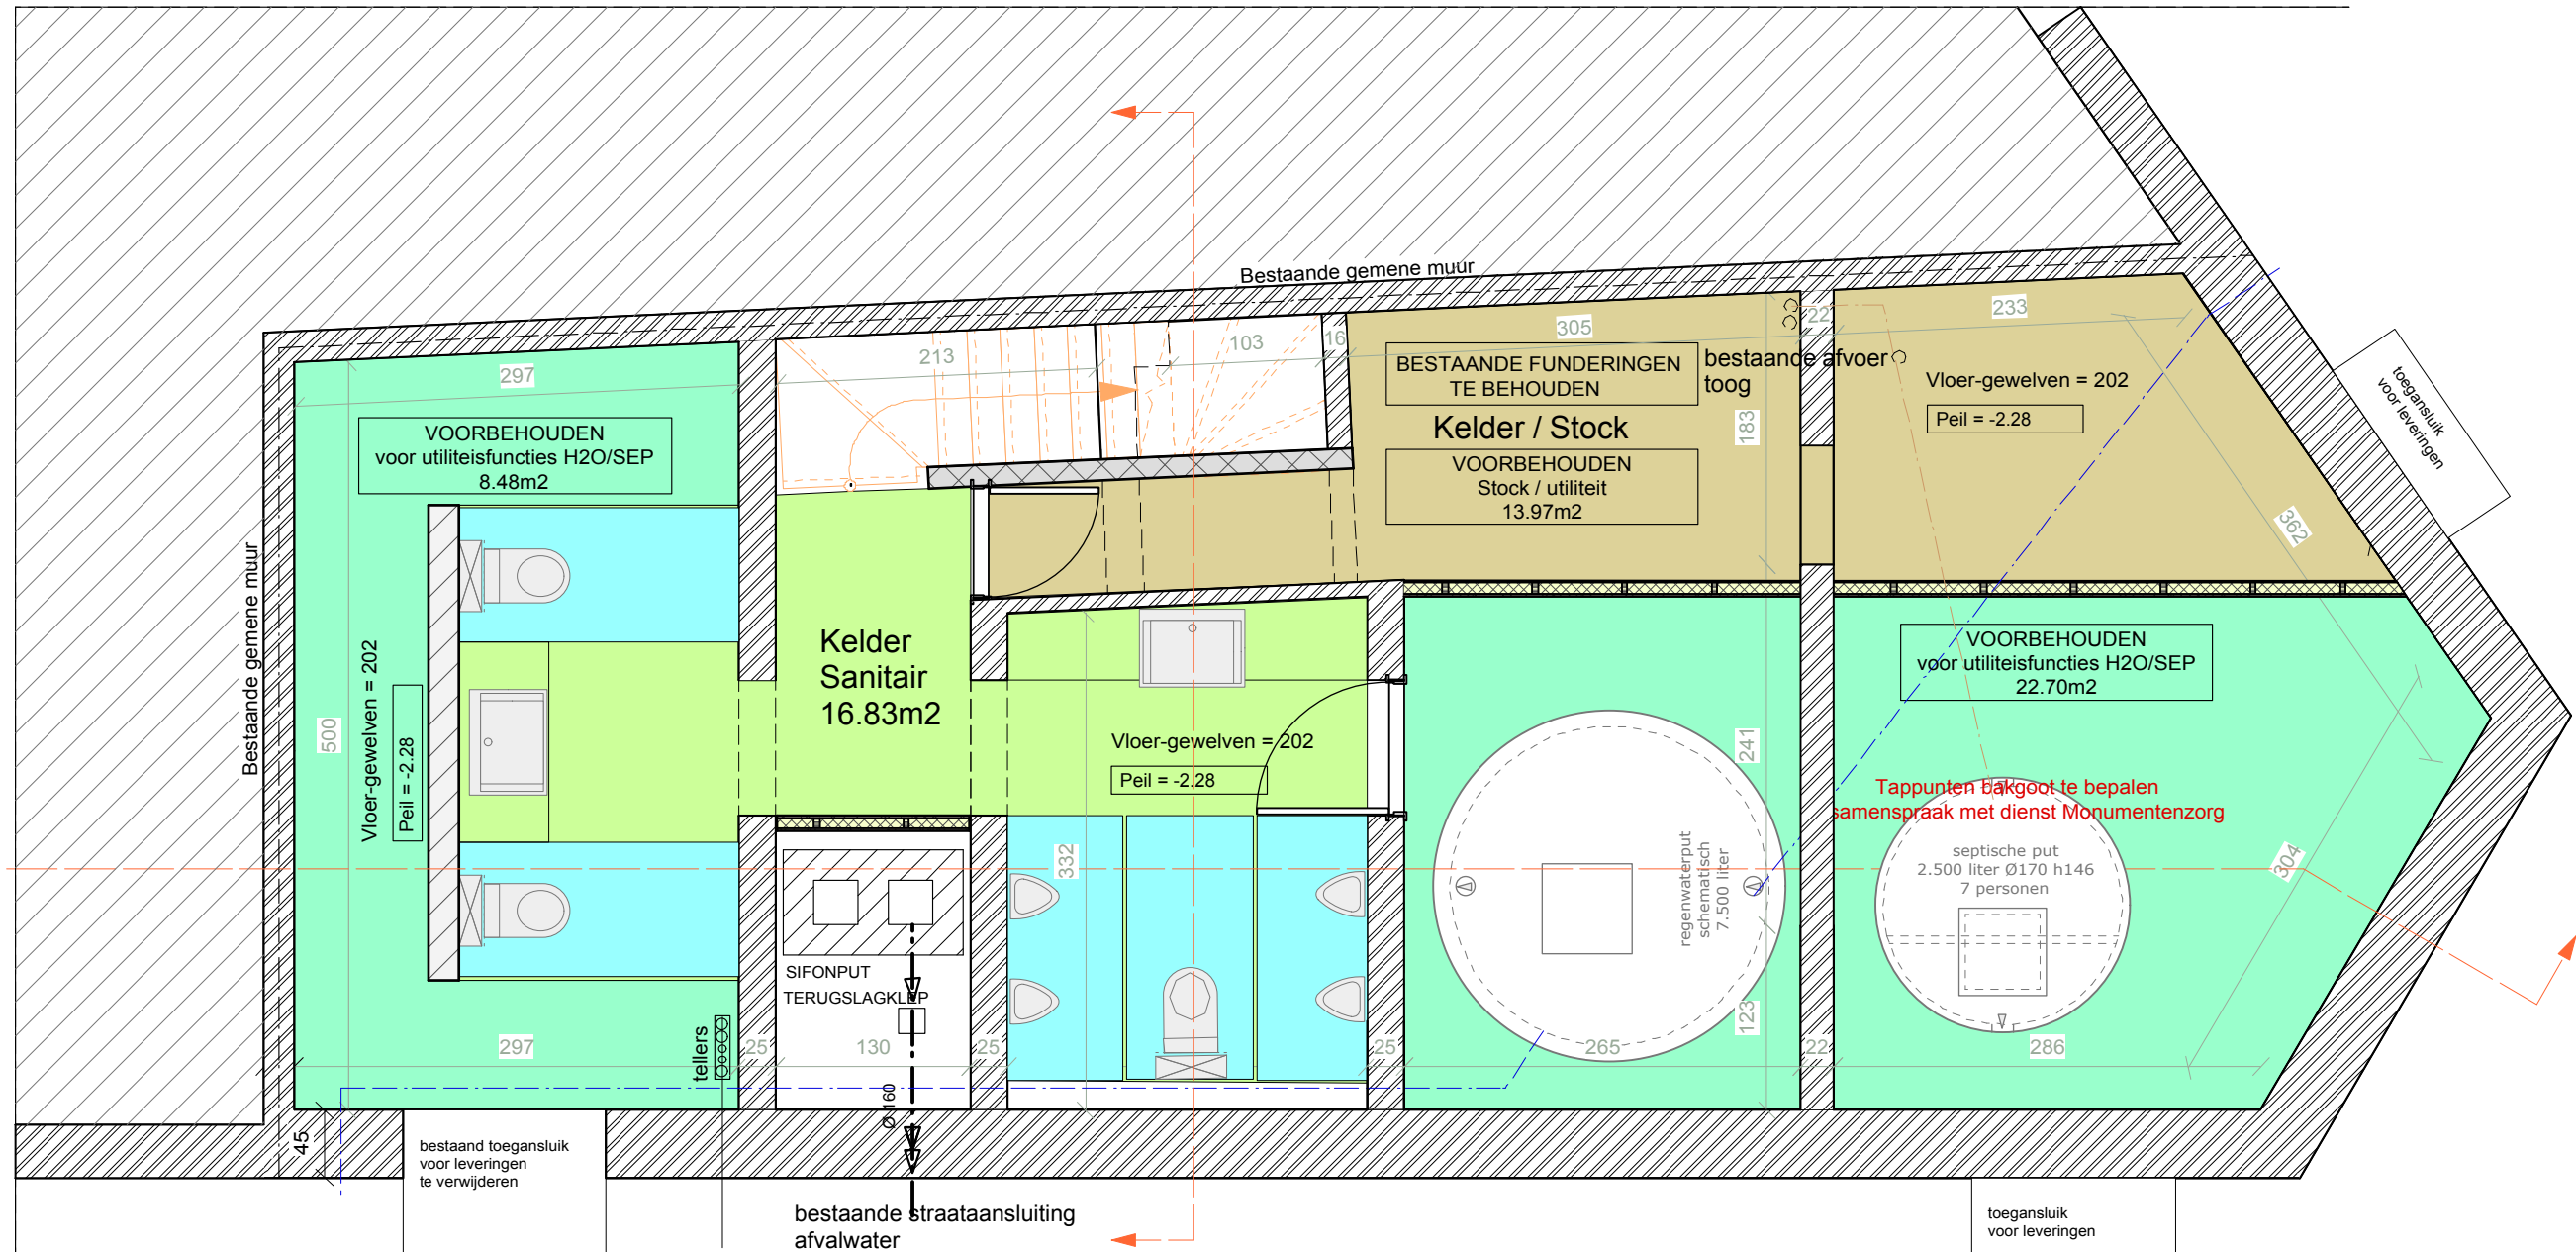 Bestaande gemene muur
213
103
16
305
22
233
297
BESTAANDE FUNDERINGEN
TE BEHOUDEN
bestaande afvoer
toog
Vloer-gewelven = 202
Peil = -2.28
toegansluik
voor leveringen
VOORBEHOUDEN
voor utiliteisfuncties H2O/SEP
8.48m2
Kelder / Stock
183
VOORBEHOUDEN
Stock / utiliteit
13.97m2
362
Bestaande gemene muur
500
Vloer-gewelven = 202
Peil = -2.28
Kelder
Sanitair
16.83m2
Vloer-gewelven = 202
Peil = -2.28
241
VOORBEHOUDEN
voor utiliteisfuncties H2O/SEP
22.70m2
Tappunten bakgoot te bepalen
samenspraak met dienst Monumentenzorg
332
regenwaterput
schematisch
7.500 liter
septische put
2.500 liter Ø170 h146
7 personen
304
SIFONPUT
TERUGSLAGKLEP
123
tellers
297
25
130
25
25
265
22
286
Ø 160
45
bestaand toegansluik
voor leveringen
te verwijderen
bestaande straataansluiting
afvalwater
toegansluik
voor leveringen